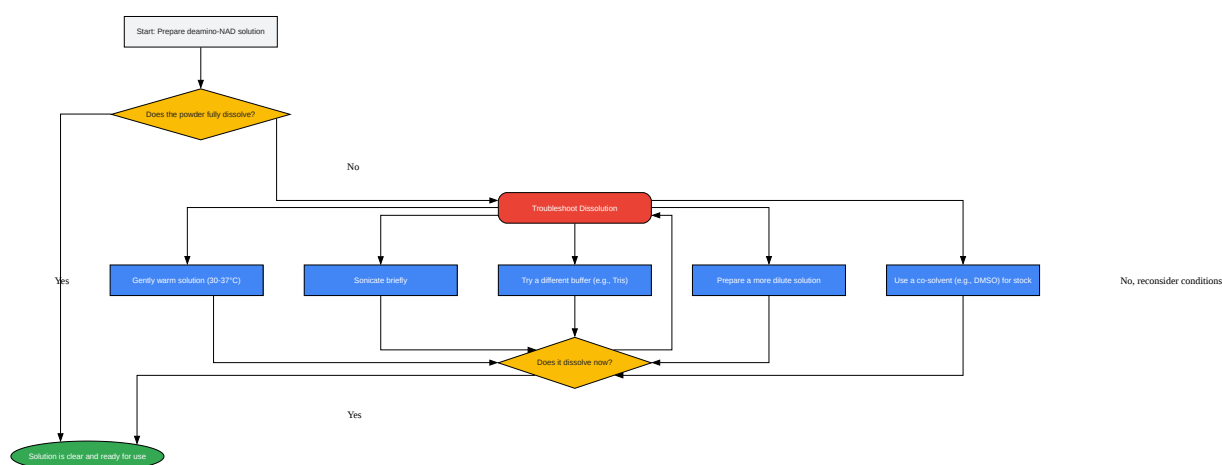 Start: Prepare deamino-NAD solution
Does the powder fully dissolve?
No
Troubleshoot Dissolution
Yes
Gently warm solution (30-37°C)
Sonicate briefly
Try a different buffer (e.g., Tris)
Prepare a more dilute solution
Use a co-solvent (e.g., DMSO) for stock
No, reconsider conditions
Does it dissolve now?
Yes
Solution is clear and ready for use